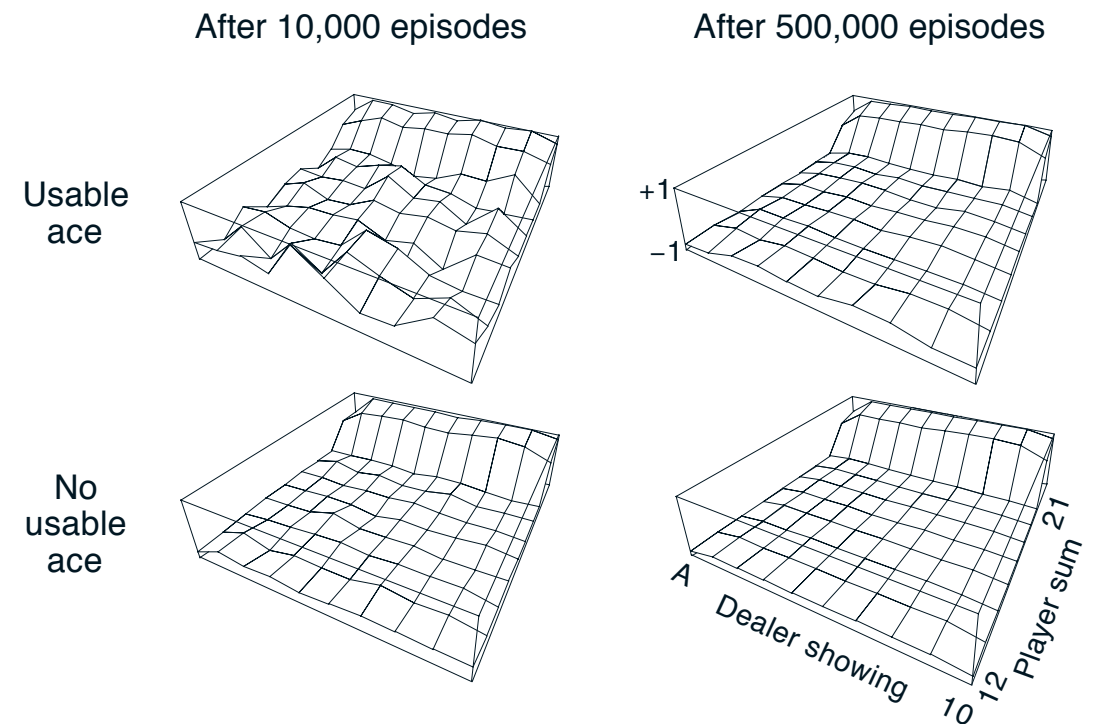 After 10,000 episodes
After 500,000 episodes
Usable
ace
+1
−1
No
usable
ace
A
Dealer showing
10
12
Player sum
21